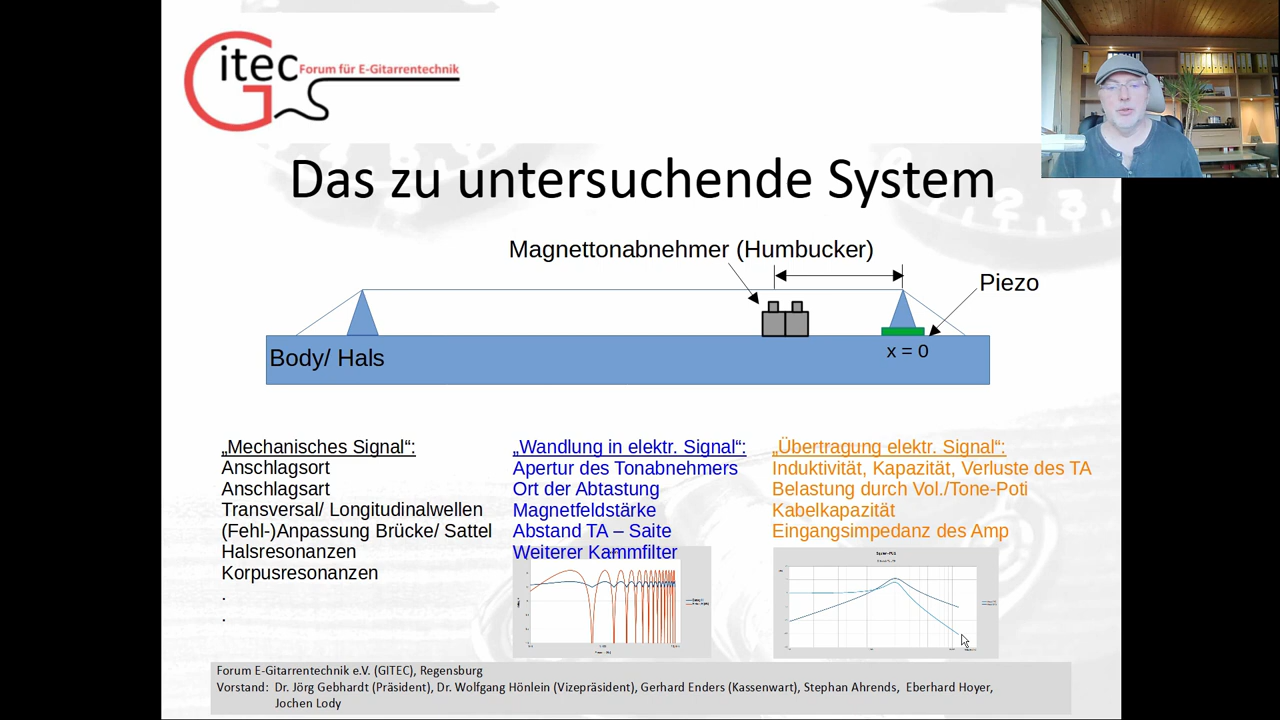 Gitec Forum für E-Gitarrentechnik
Das zu untersuchende System
Magnettonabnehmer (Humbucker)
Piezo
x = 0
Body/ Hals
„Mechanisches Signal“:
Anschlagsort
Anschlagsart
Transversal/ Longitudinalwellen
(Fehl-)Anpassung Brücke/ Sattel
Halsresonanzen
Korpusresonanzen
.
.
„Wandlung in elektr. Signal“:
Apertur des Tonabnehmers
Ort der Abtastung
Magnetfeldstärke
Abstand TA – Saite
Weiterer Kammfilter
„Übertragung elektr. Signal“:
Induktivität, Kapazität, Verluste des TA
Belastung durch Vol./Tone-Poti
Kabelkapazität
Eingangsimpedanz des Amp
Forum E-Gitarrentechnik e.V. (GITEC), Regensburg
Vorstand: Dr. Jörg Gebhardt (Präsident), Dr. Wolfgang Hönlein (Vizepräsident), Gerhard Enders (Kassenwart), Stephan Ahrends, Eberhard Hoyer,
Jochen Lody